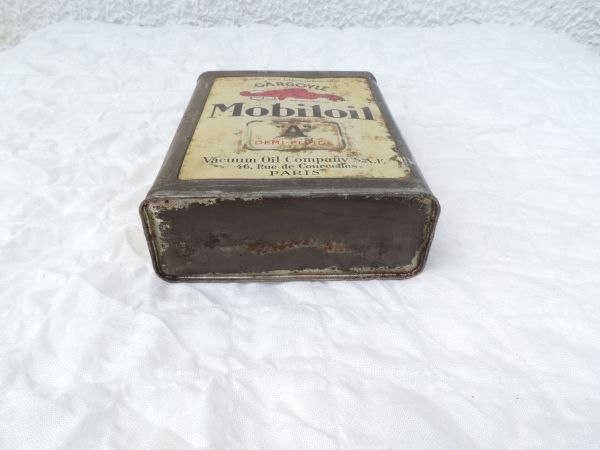 GARGOYLE
Mobiloil
"A"
DEMI-FLUIDE
Vacuum Oil Company S.A.F.
46, Rue de Courcelles
PARIS